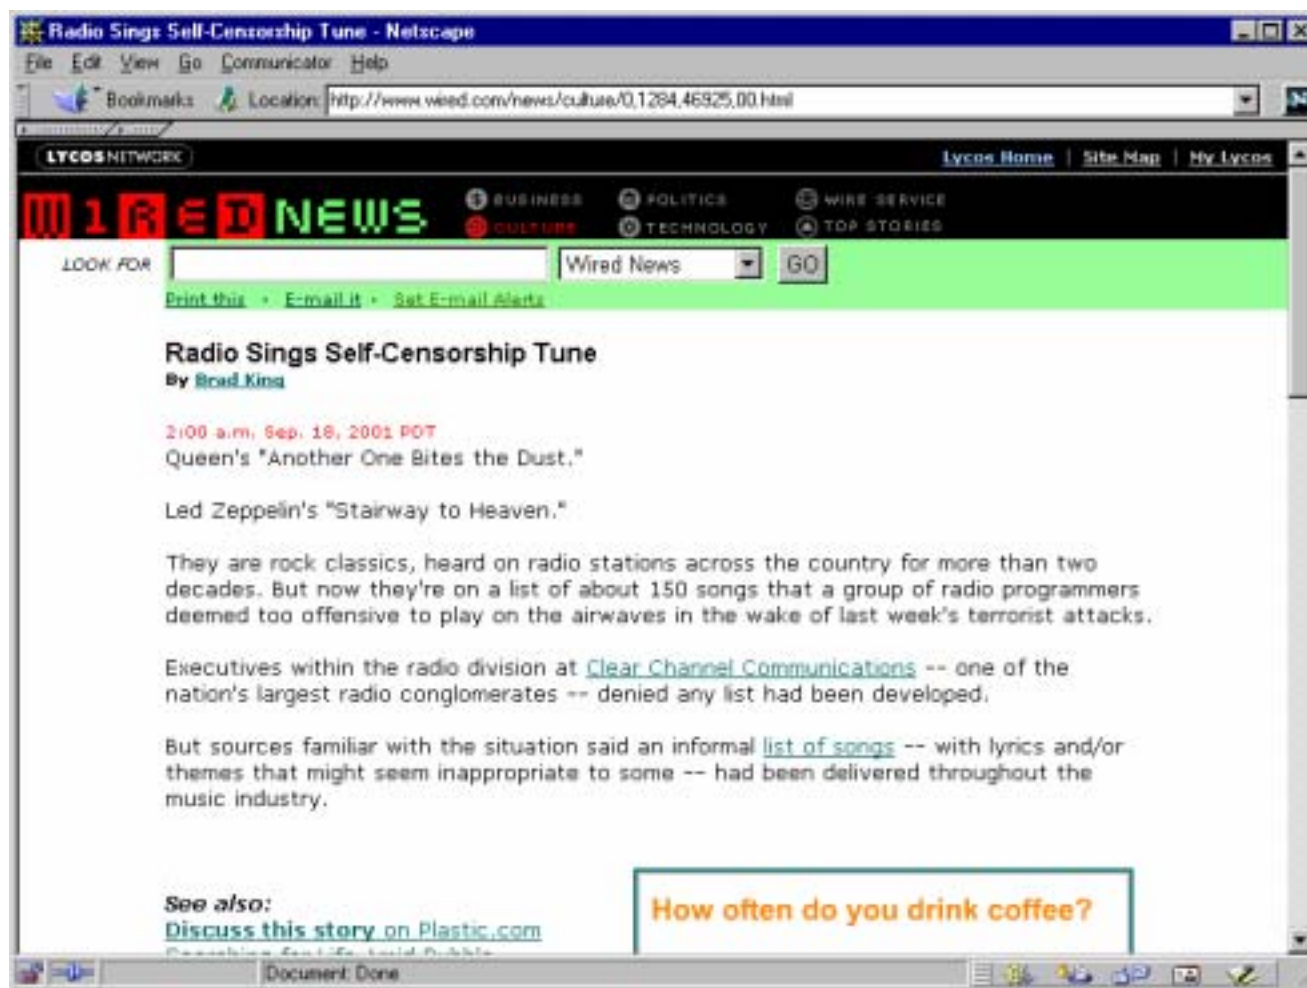 Radio Sings Self-Censorship Tune - Netscape
File Edit View Go Communicator Help
Bookmarks Location: http://www.wired.com/news/culture/0,1284,46925,00.html
LYCOS NETWORK Lycos Home | Site Map | My Lycos
WIRED NEWS BUSINESS POLITICS WIRE SERVICE
CULTURE TECHNOLOGY TOP STORIES
LOOK FOR Wired News GO
Print this • E-mail it • Set E-mail Alerts
Radio Sings Self-Censorship Tune
By Brad King
2:00 a.m. Sep. 18, 2001 PDT
Queen's "Another One Bites the Dust."
Led Zeppelin's "Stairway to Heaven."
They are rock classics, heard on radio stations across the country for more than two
decades. But now they're on a list of about 150 songs that a group of radio programmers
deemed too offensive to play on the airwaves in the wake of last week's terrorist attacks.
Executives within the radio division at Clear Channel Communications -- one of the
nation's largest radio conglomerates -- denied any list had been developed.
But sources familiar with the situation said an informal list of songs -- with lyrics and/or
themes that might seem inappropriate to some -- had been delivered throughout the
music industry.
See also:
Discuss this story on Plastic.com
How often do you drink coffee?
Document: Done